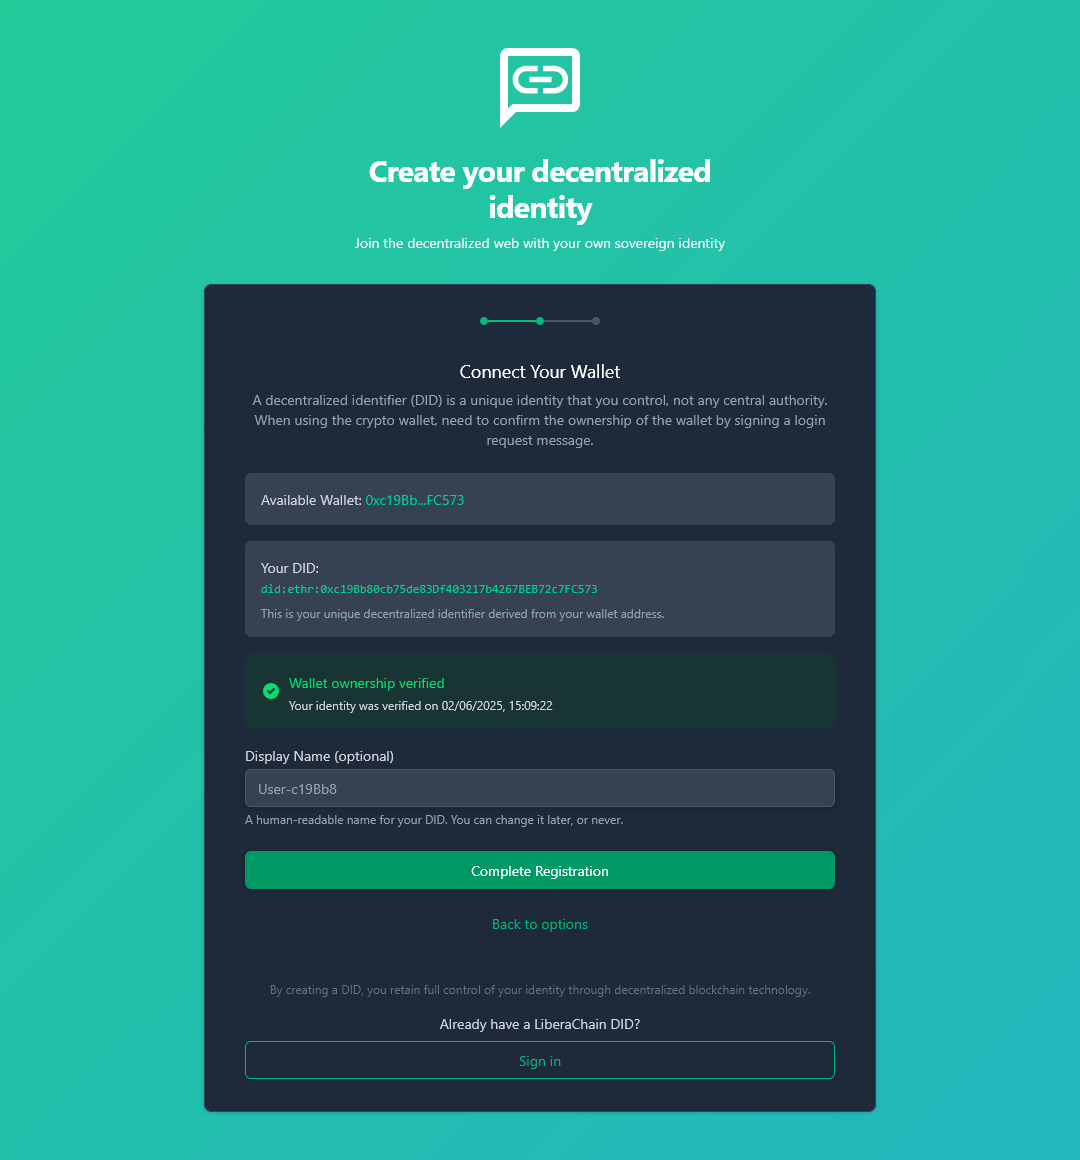 Create your decentralized
identity
Join the decentralized web with your own sovereign identity
Connect Your Wallet
A decentralized identifier (DID) is a unique identity that you control, not any central authority.
When using the crypto wallet, need to confirm the ownership of the wallet by signing a login
request message.
Available Wallet: 0xc19Bb...FC573
Your DID:
did:ethr:0xc19Bb80cb75de83Df403217b4267BEB72c7FC573
This is your unique decentralized identifier derived from your wallet address.
Wallet ownership verified
Your identity was verified on 02/06/2025, 15:09:22
Display Name (optional)
User-c19Bb8
A human-readable name for your DID. You can change it later, or never.
Complete Registration
Back to options
By creating a DID, you retain full control of your identity through decentralized blockchain technology.
Already have a LiberaChain DID?
Sign in